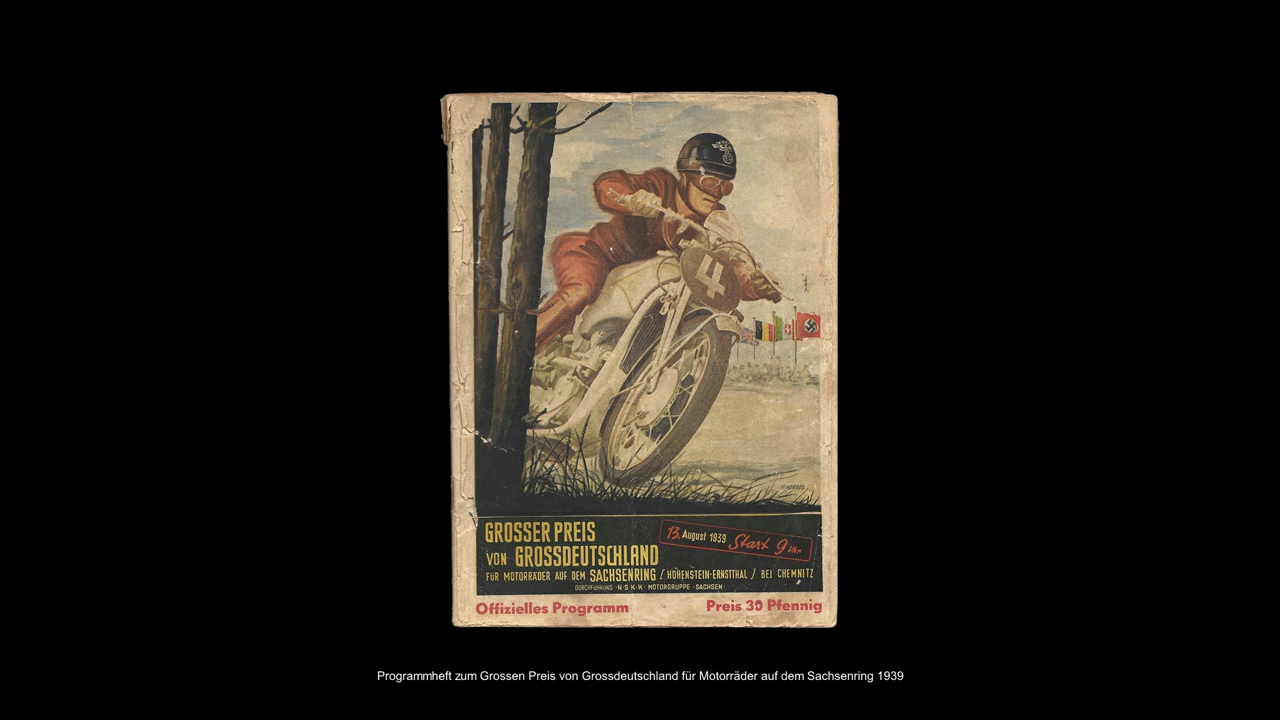 4
GROSSER PREIS
VON GROSSDEUTSCHLAND
13. August 1939 Start 9 Uhr
FÜR MOTORRÄDER AUF DEM SACHSENRING (HOHENSTEIN-ERNSTTHAL) BEI CHEMNITZ
DURCHFÜHRUNG · N·S·K·K· MOTORGRUPPE · SACHSEN ·
Offizielles Programm
Preis 30 Pfennig
Programmheft zum Grossen Preis von Grossdeutschland für Motorräder auf dem Sachsenring 1939